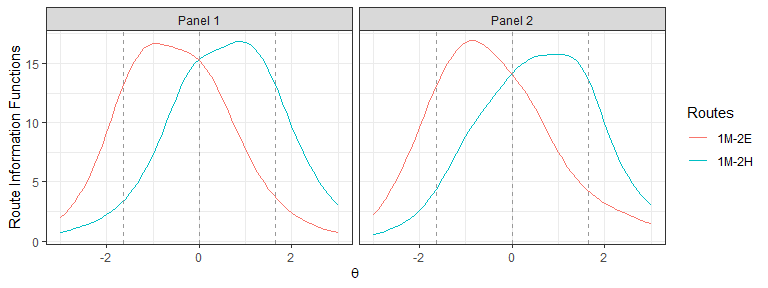 Panel 1
Panel 2
Route Information Functions
15
10
5
0
-2
0
2
-2
0
2
θ
Routes
1M-2E
1M-2H